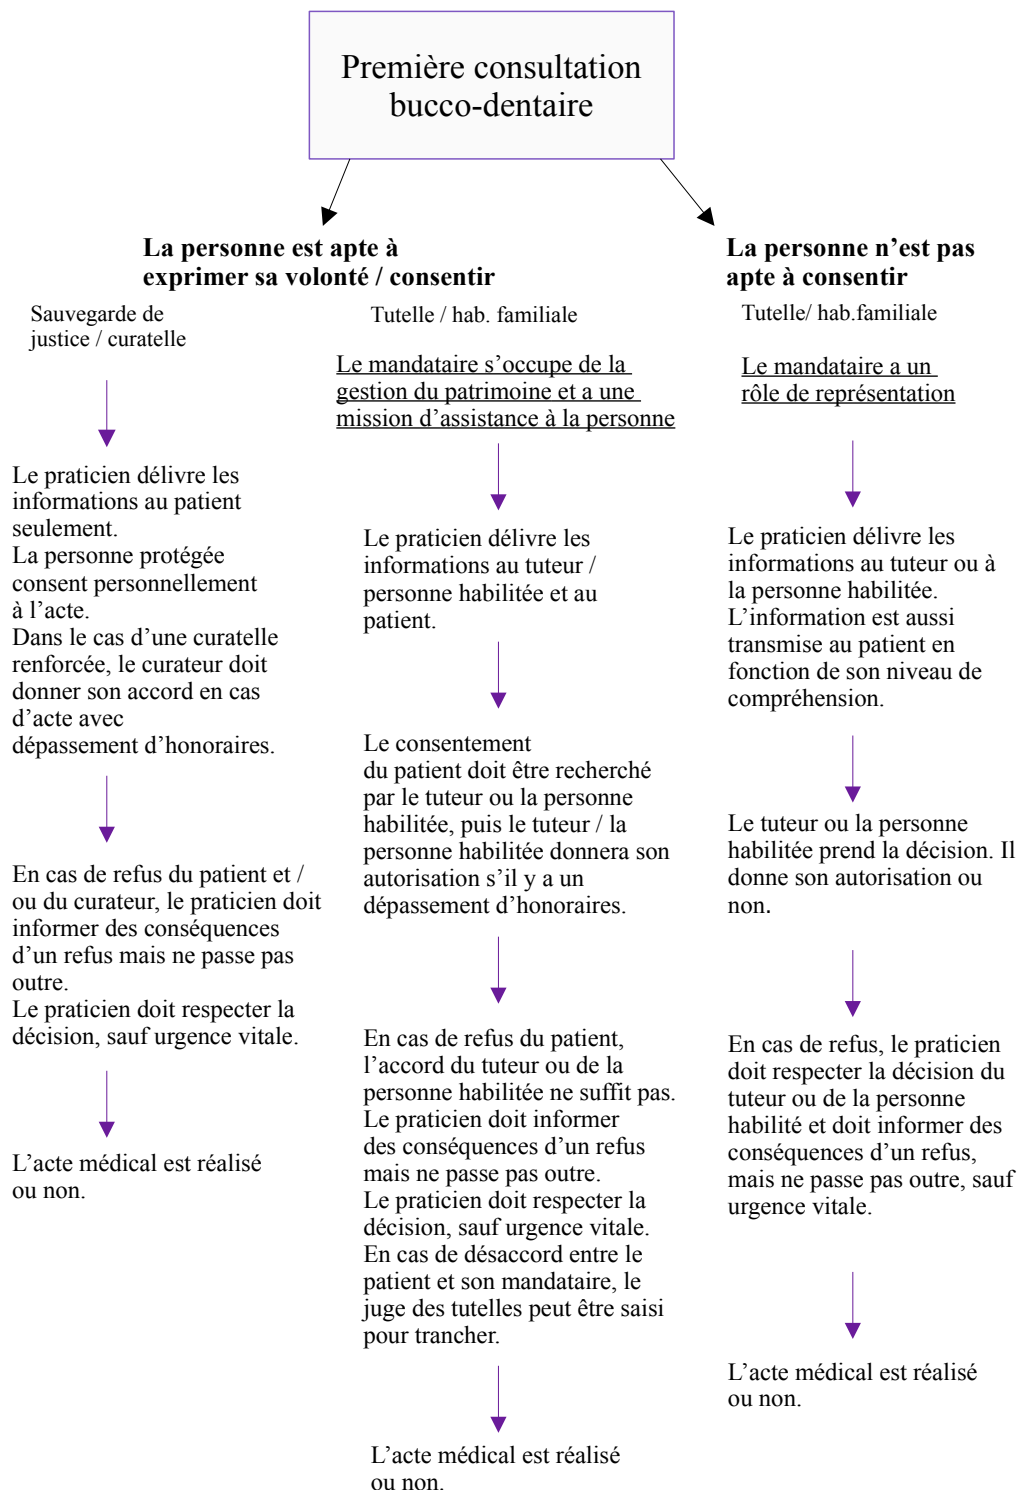 Première consultation
bucco-dentaire
La personne est apte à
exprimer sa volonté / consentir
Sauvegarde de
justice / curatelle
Le praticien délivre les
informations au patient
seulement.
La personne protégée
consent personnellement
à l’acte.
Dans le cas d’une curatelle
renforcée, le curateur doit
donner son accord en cas
d’acte avec
dépassement d’honoraires.
En cas de refus du patient et /
ou du curateur, le praticien doit
informer des conséquences
d’un refus mais ne passe pas
outre.
Le praticien doit respecter la
décision, sauf urgence vitale.
L’acte médical est réalisé
ou non.
Tutelle / hab. familiale
Le mandataire s’occupe de la
gestion du patrimoine et a une
mission d’assistance à la personne
Le praticien délivre les
informations au tuteur /
personne habilitée et au
patient.
Le consentement
du patient doit être recherché
par le tuteur ou la personne
habilitée, puis le tuteur / la
personne habilitée donnera son
autorisation s’il y a un
dépassement d’honoraires.
En cas de refus du patient,
l’accord du tuteur ou de la
personne habilitée ne suffit pas.
Le praticien doit informer
des conséquences d’un refus
mais ne passe pas outre.
Le praticien doit respecter la
décision, sauf urgence vitale.
En cas de désaccord entre le
patient et son mandataire, le
juge des tutelles peut être saisi
pour trancher.
L’acte médical est réalisé
ou non.
La personne n’est pas
apte à consentir
Tutelle/ hab.familiale
Le mandataire a un
rôle de représentation
Le praticien délivre les
informations au tuteur ou à
la personne habilitée.
L’information est aussi
transmise au patient en
fonction de son niveau de
compréhension.
Le tuteur ou la personne
habilitée prend la décision. Il
donne son autorisation ou
non.
En cas de refus, le praticien
doit respecter la décision du
tuteur ou de la personne
habilité et doit informer des
conséquences d’un refus,
mais ne passe pas outre, sauf
urgence vitale.
L’acte médical est réalisé
ou non.